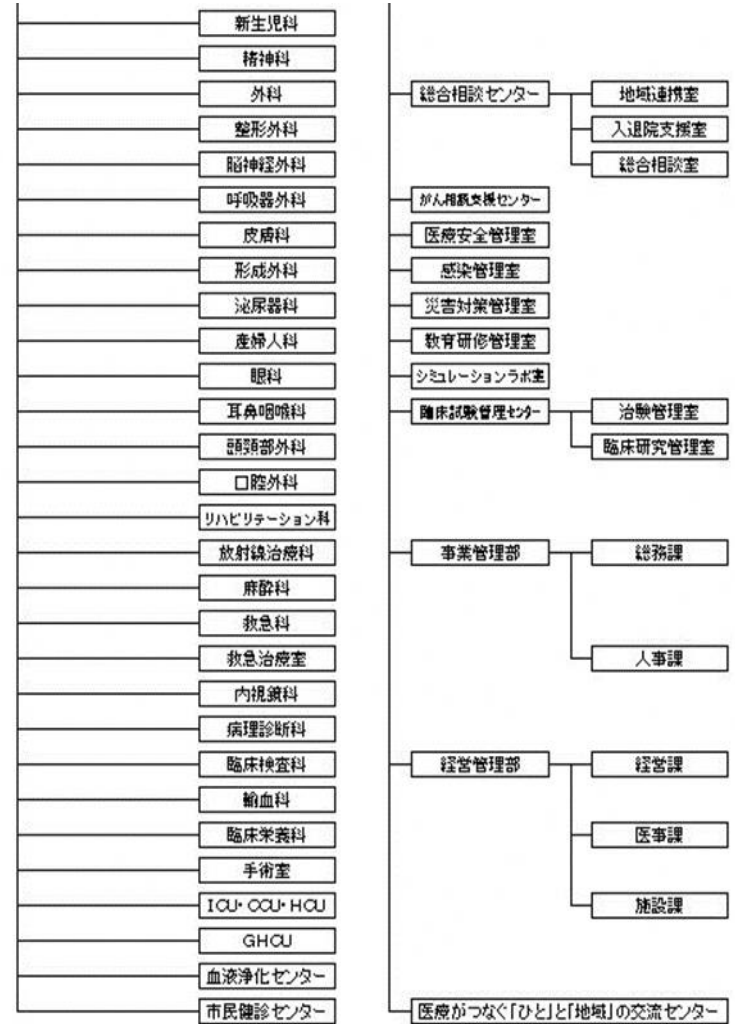 新生児科
精神科
外科
整形外科
脳神経外科
呼吸器外科
皮膚科
形成外科
泌尿器科
産婦人科
眼科
耳鼻咽喉科
頭頸部外科
口腔外科
リハビリテーション科
放射線治療科
麻酔科
救急科
救急治療室
内視鏡科
病理診断科
臨床検査科
輸血科
臨床栄養科
手術室
ICU・CCU・HCU
GHCU
血液浄化センター
市民健診センター
総合相談センター
地域連携室
入退院支援室
総合相談室
がん相談支援センター
医療安全管理室
感染管理室
災害対策管理室
教育研修管理室
シミュレーションラボ室
臨床試験管理センター
治験管理室
臨床研究管理室
事業管理部
総務課
人事課
経営管理部
経営課
医事課
施設課
医療がつなぐ「ひと」と「地域」の交流センター